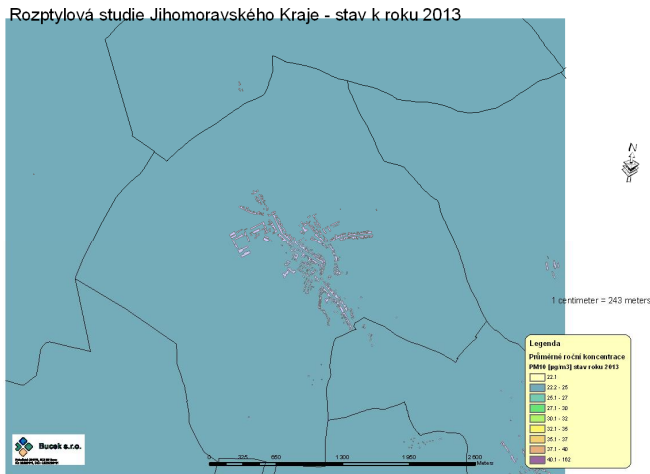 Rozptylová studie Jihomoravského Kraje - stav k roku 2013
N
1 centimeter = 243 meters
Legenda
Průměrné roční koncentrace
PM10 [µg/m3] stav roku 2013
22.1
22.2 - 25
25.1 - 27
27.1 - 30
30.1 - 32
32.1 - 35
35.1 - 37
37.1 - 40
40.1 - 162
Bucek s.r.o.
0 325 650 1 300 1 950 2 600
Meters